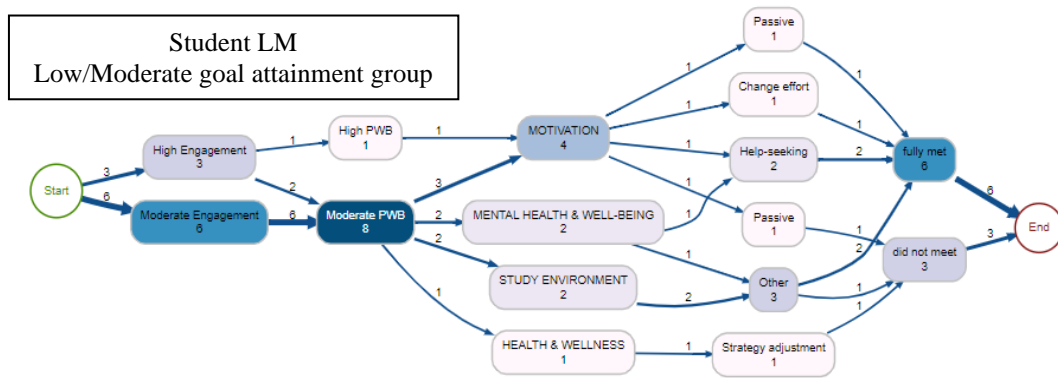 Student LM
Low/Moderate goal attainment group
Start
3
6
High Engagement
3
Moderate Engagement
6
1
2
6
High PWB
1
Moderate PWB
8
1
3
2
2
1
MOTIVATION
4
MENTAL HEALTH & WELL-BEING
2
STUDY ENVIRONMENT
2
HEALTH & WELLNESS
1
1
1
1
1
1
1
2
1
Passive
1
Change effort
1
Help-seeking
2
Passive
1
Other
3
Strategy adjustment
1
1
1
2
1
2
1
1
fully met
6
did not meet
3
6
3
End